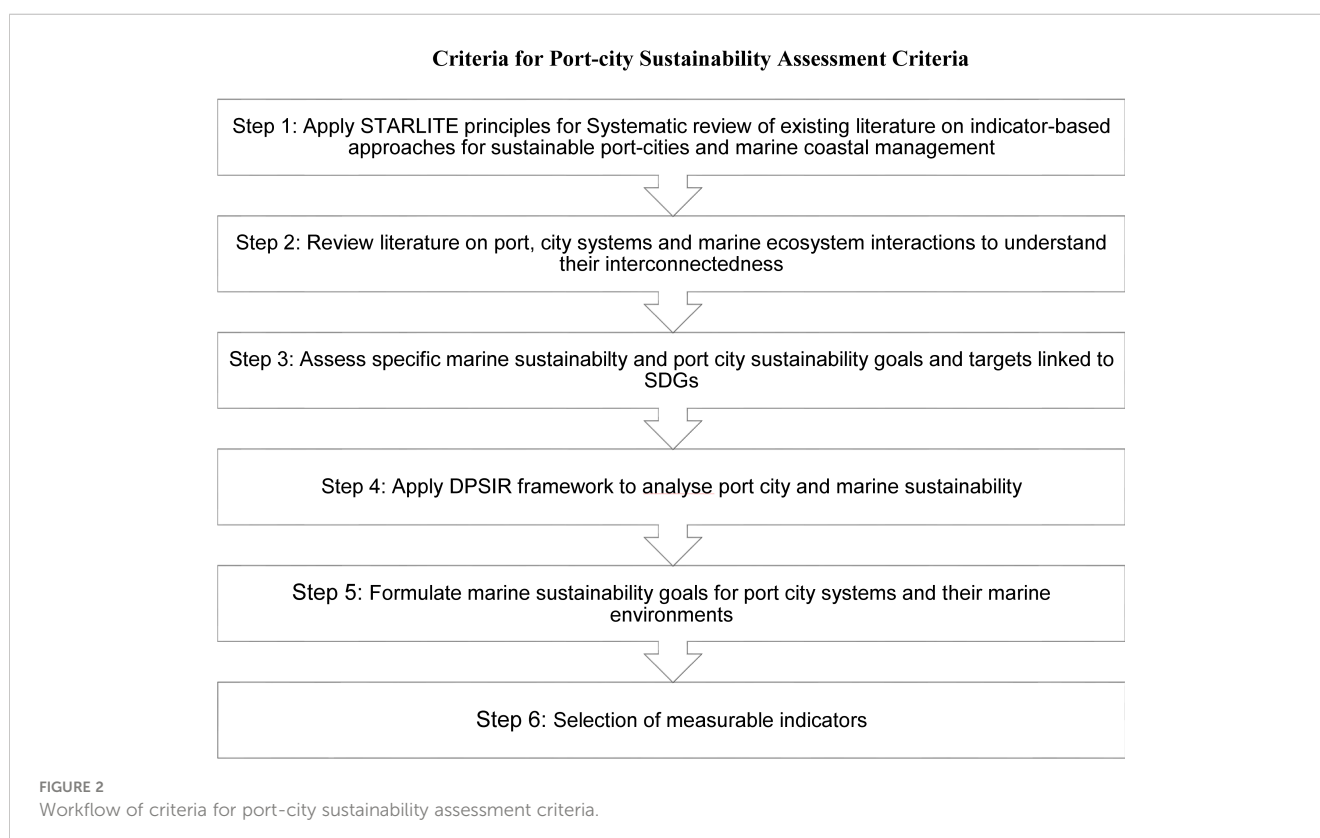 Criteria for Port-city Sustainability Assessment Criteria
Step 1: Apply STARLITE principles for Systematic review of existing literature on indicator-based
approaches for sustainable port-cities and marine coastal management
Step 2: Review literature on port, city systems and marine ecosystem interactions to understand
their interconnectedness
Step 3: Assess specific marine sustainabilty and port city sustainability goals and targets linked to
SDGs
Step 4: Apply DPSIR framework to analyse port city and marine sustainability
Step 5: Formulate marine sustainability goals for port city systems and their marine
environments
Step 6: Selection of measurable indicators
FIGURE 2
Workflow of criteria for port-city sustainability assessment criteria.